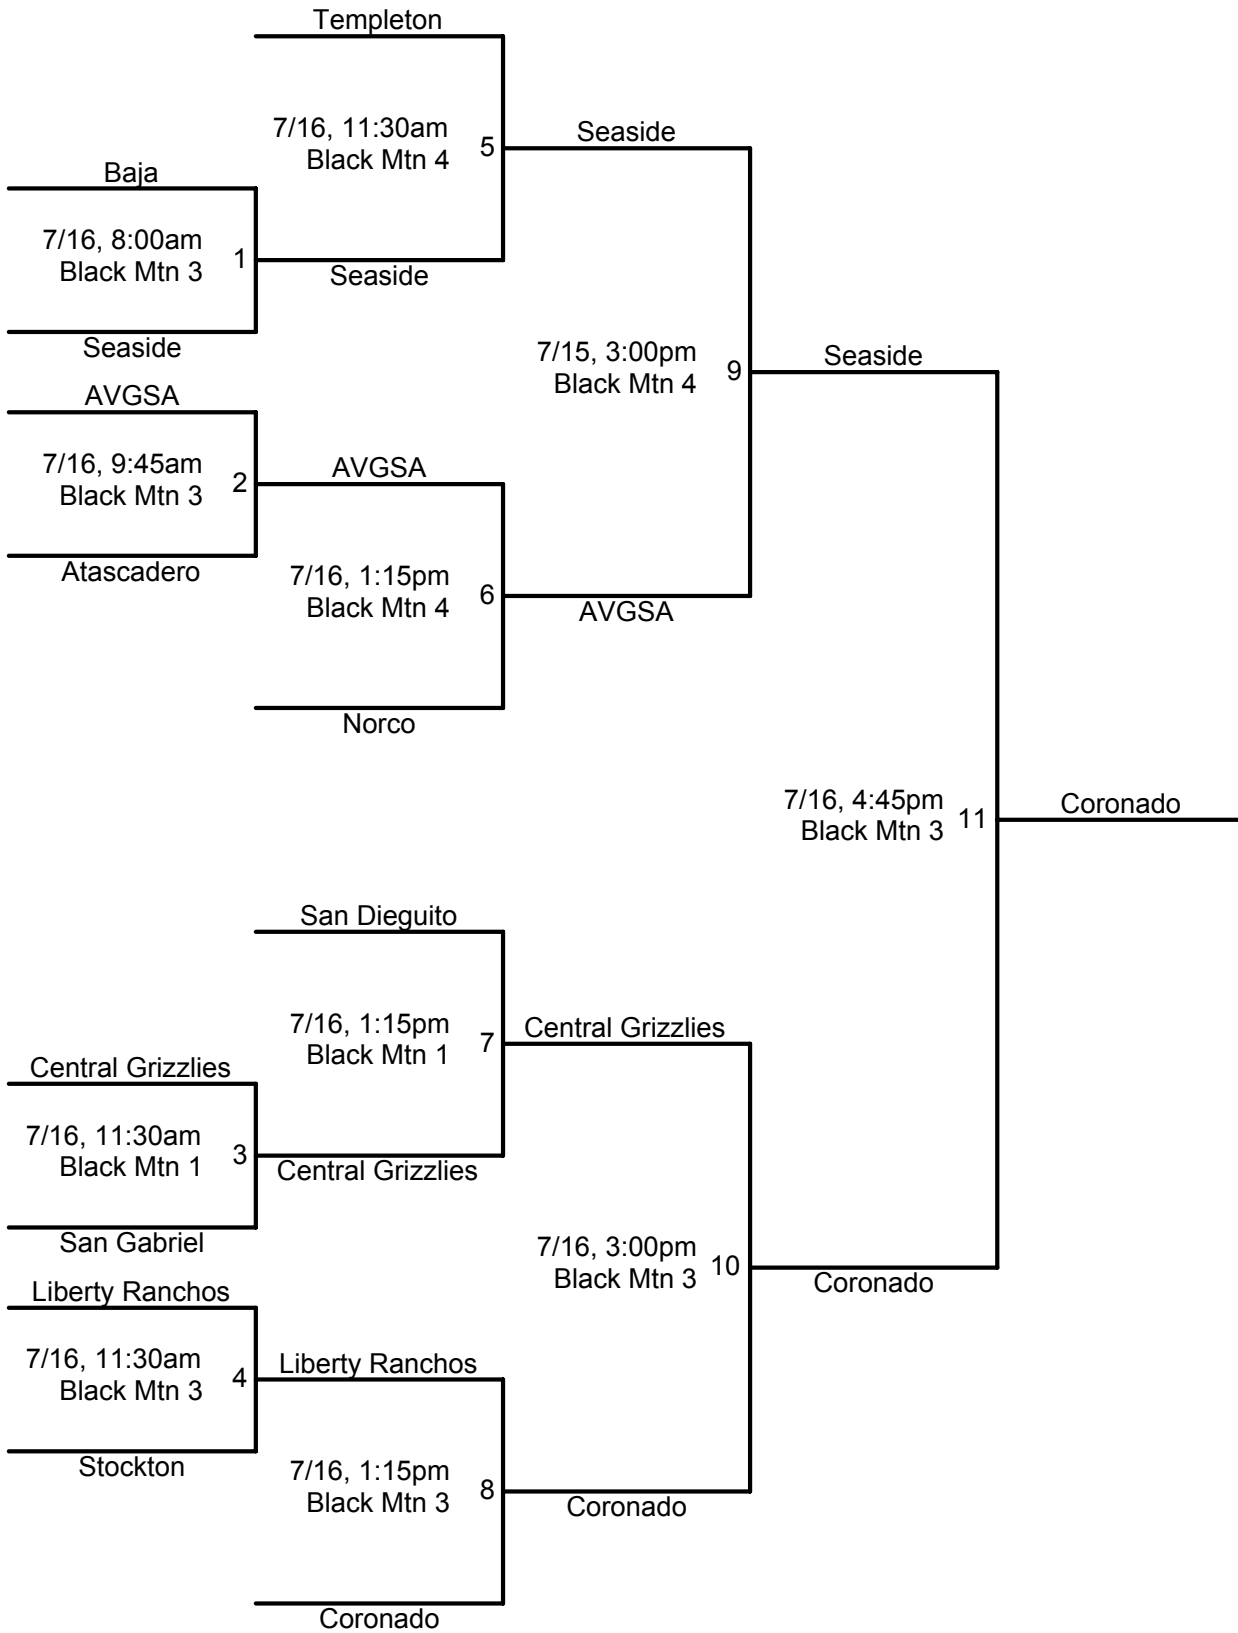 Templeton
7/16, 11:30am
Black Mtn 4
5
Seaside
Baja
7/16, 8:00am
Black Mtn 3
1
Seaside
Seaside
7/15, 3:00pm
Black Mtn 4
9
Seaside
AVGSA
7/16, 9:45am
Black Mtn 3
2
AVGSA
Atascadero
7/16, 1:15pm
Black Mtn 4
6
AVGSA
Norco
7/16, 4:45pm
Black Mtn 3
11
Coronado
San Dieguito
7/16, 1:15pm
Black Mtn 1
7
Central Grizzlies
Central Grizzlies
7/16, 11:30am
Black Mtn 1
3
Central Grizzlies
San Gabriel
7/16, 3:00pm
Black Mtn 3
10
Coronado
Liberty Ranchos
7/16, 11:30am
Black Mtn 3
4
Liberty Ranchos
Stockton
7/16, 1:15pm
Black Mtn 3
8
Coronado
Coronado